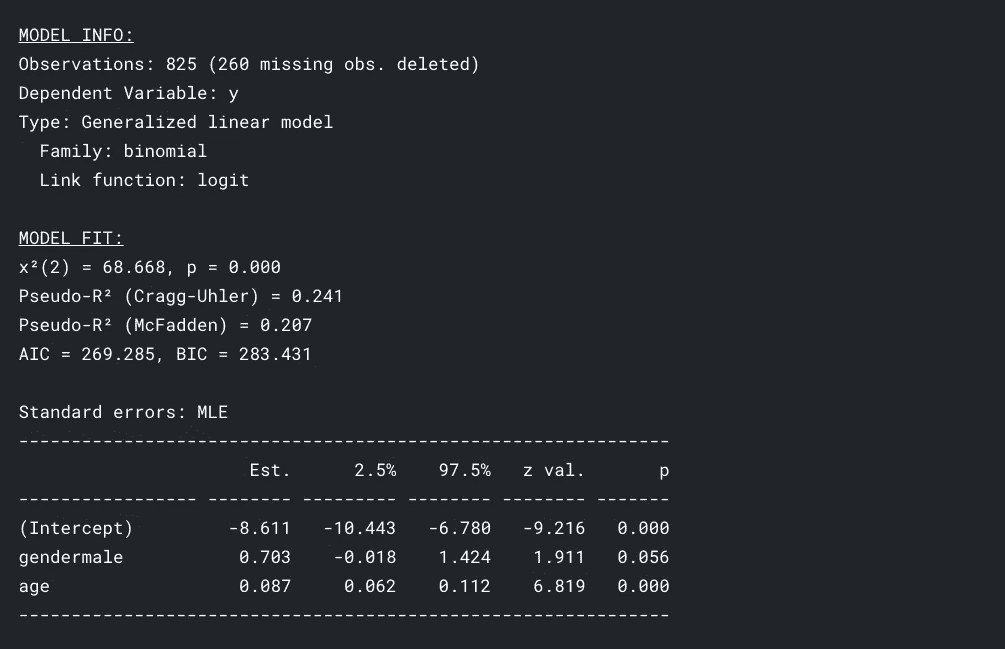 MODEL INFO:
Observations: 825 (260 missing obs. deleted)
Dependent Variable: y
Type: Generalized linear model
  Family: binomial
  Link function: logit

MODEL FIT:
x²(2) = 68.668, p = 0.000
Pseudo-R² (Cragg-Uhler) = 0.241
Pseudo-R² (McFadden) = 0.207
AIC = 269.285, BIC = 283.431

Standard errors: MLE
--------------------------------------------------------------
                      Est.      2.5%    97.5%   z val.       p
----------------- -------- --------- -------- -------- -------
(Intercept)         -8.611   -10.443   -6.780   -9.216   0.000
gendermale           0.703    -0.018    1.424    1.911   0.056
age                  0.087     0.062    0.112    6.819   0.000
--------------------------------------------------------------